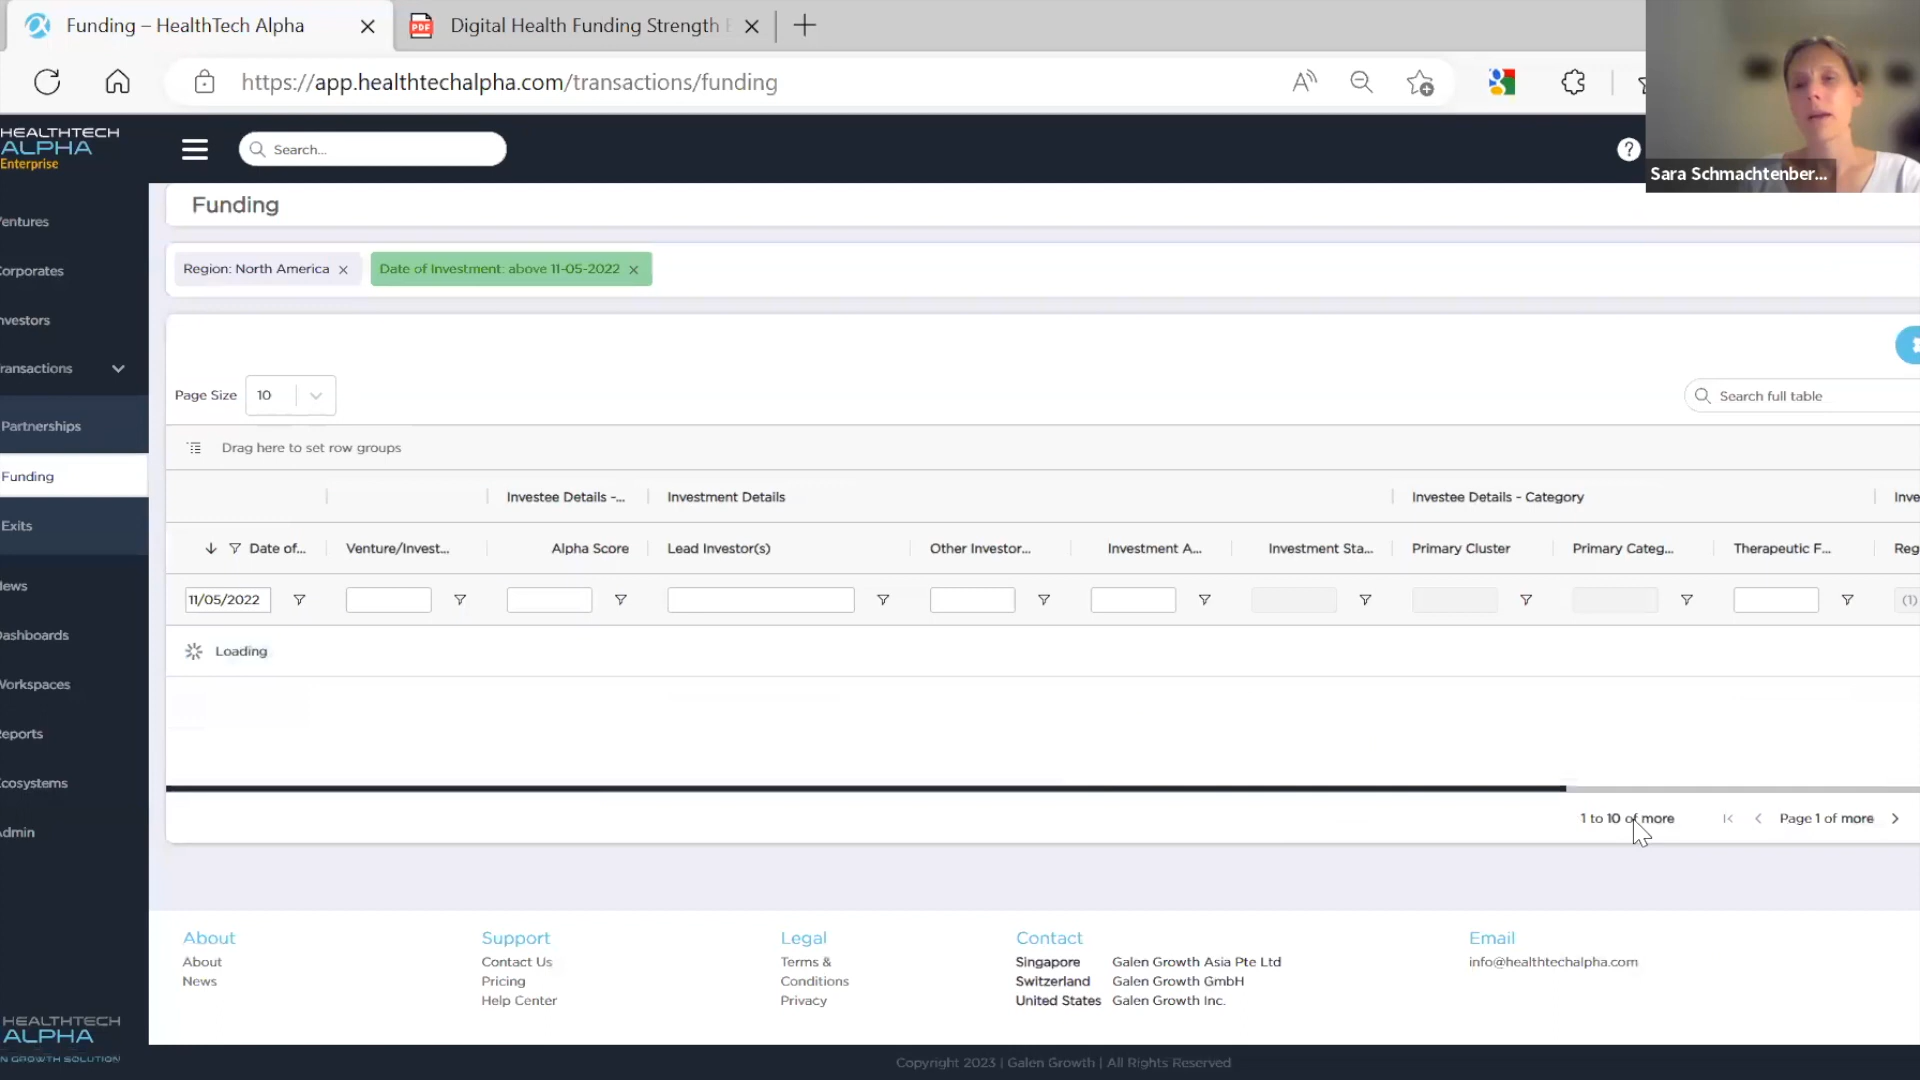 Funding – HealthTech Alpha
PDF
Digital Health Funding Strength
https://app.healthtechalpha.com/transactions/funding
HEALTHTECH
ALPHA
Enterprise
Search...
?
Sara Schmachtenber...
entures
orporates
nvestors
ransactions
Partnerships
Funding
Exits
ews
ashboards
Workspaces
eports
cosystems
dmin
HEALTHTECH
ALPHA
N GROWTH SOLUTION
Funding
Region: North America
Date of Investment: above 11-05-2022
Page Size 10
Search full table
Drag here to set row groups
Investee Details -... Investment Details Investee Details - Category Inve
Date of... Venture/Invest... Alpha Score Lead Investor(s) Other Investor... Investment A... Investment Sta... Primary Cluster Primary Categ... Therapeutic F... Reg
11/05/2022 (1)
Loading
1 to 10 of more Page 1 of more
About Support Legal Contact Email
About Contact Us Terms & Singapore Galen Growth Asia Pte Ltd info@healthtechalpha.com
News Pricing Conditions Switzerland Galen Growth GmbH
Help Center Privacy United States Galen Growth Inc.
Copyright 2023 | Galen Growth | All Rights Reserved